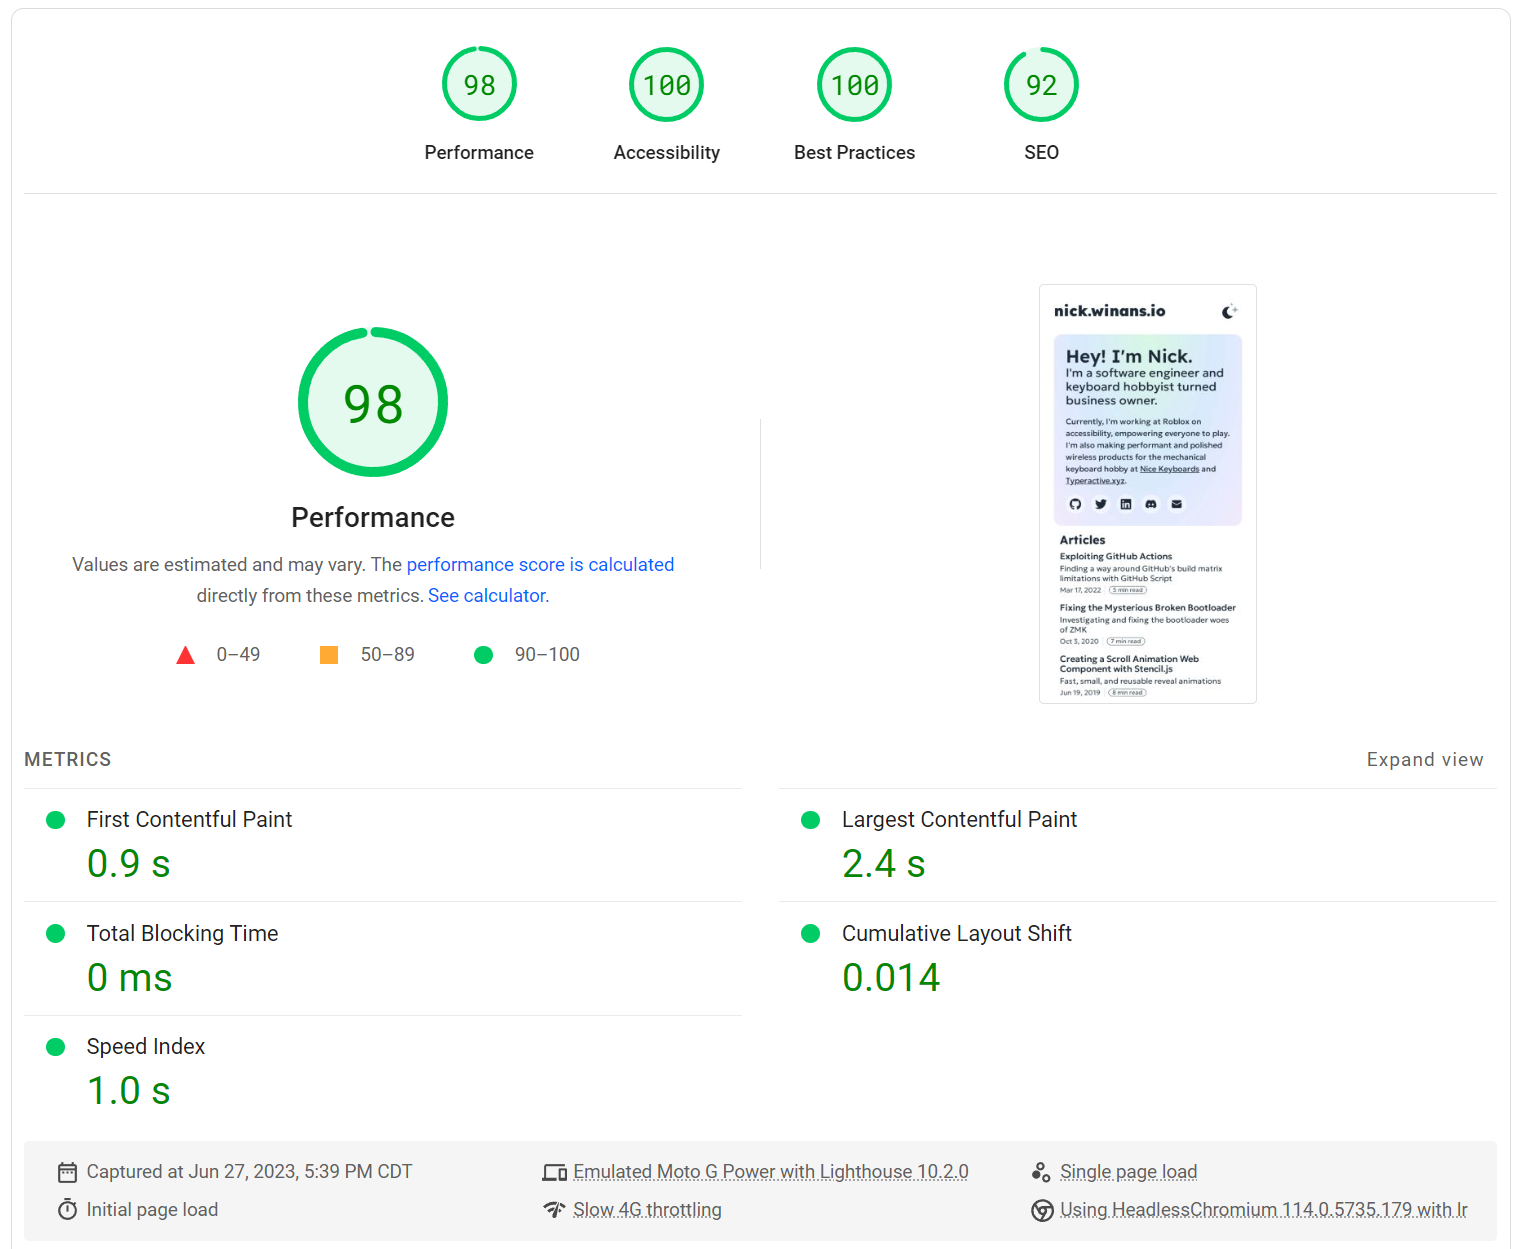 98
100
100
92
Performance
Accessibility
Best Practices
SEO
98
Performance
Values are estimated and may vary. The performance score is calculated
directly from these metrics. See calculator.
0–49
50–89
90–100
nick.winans.io
Hey! I'm Nick.
I'm a software engineer and
keyboard hobbyist turned
business owner.
Currently, I'm working at Roblox on
accessibility, empowering everyone to play.
I'm also making performant and polished
wireless products for the mechanical
keyboard hobby at Nice Keyboards and
Typeractive.xyz.
Articles
Exploiting GitHub Actions
Finding a way around GitHub's build matrix
limitations with GitHub Script
Mar 17, 2022
5 min read
Fixing the Mysterious Broken Bootloader
Investigating and fixing the bootloader woes
of ZMK
Oct 3, 2020
7 min read
Creating a Scroll Animation Web
Component with Stencil.js
Fast, small, and reusable reveal animations
Jun 19, 2019
8 min read
METRICS
Expand view
First Contentful Paint
0.9 s
Largest Contentful Paint
2.4 s
Total Blocking Time
0 ms
Cumulative Layout Shift
0.014
Speed Index
1.0 s
Captured at Jun 27, 2023, 5:39 PM CDT
Emulated Moto G Power with Lighthouse 10.2.0
Single page load
Initial page load
Slow 4G throttling
Using HeadlessChromium 114.0.5735.179 with lr